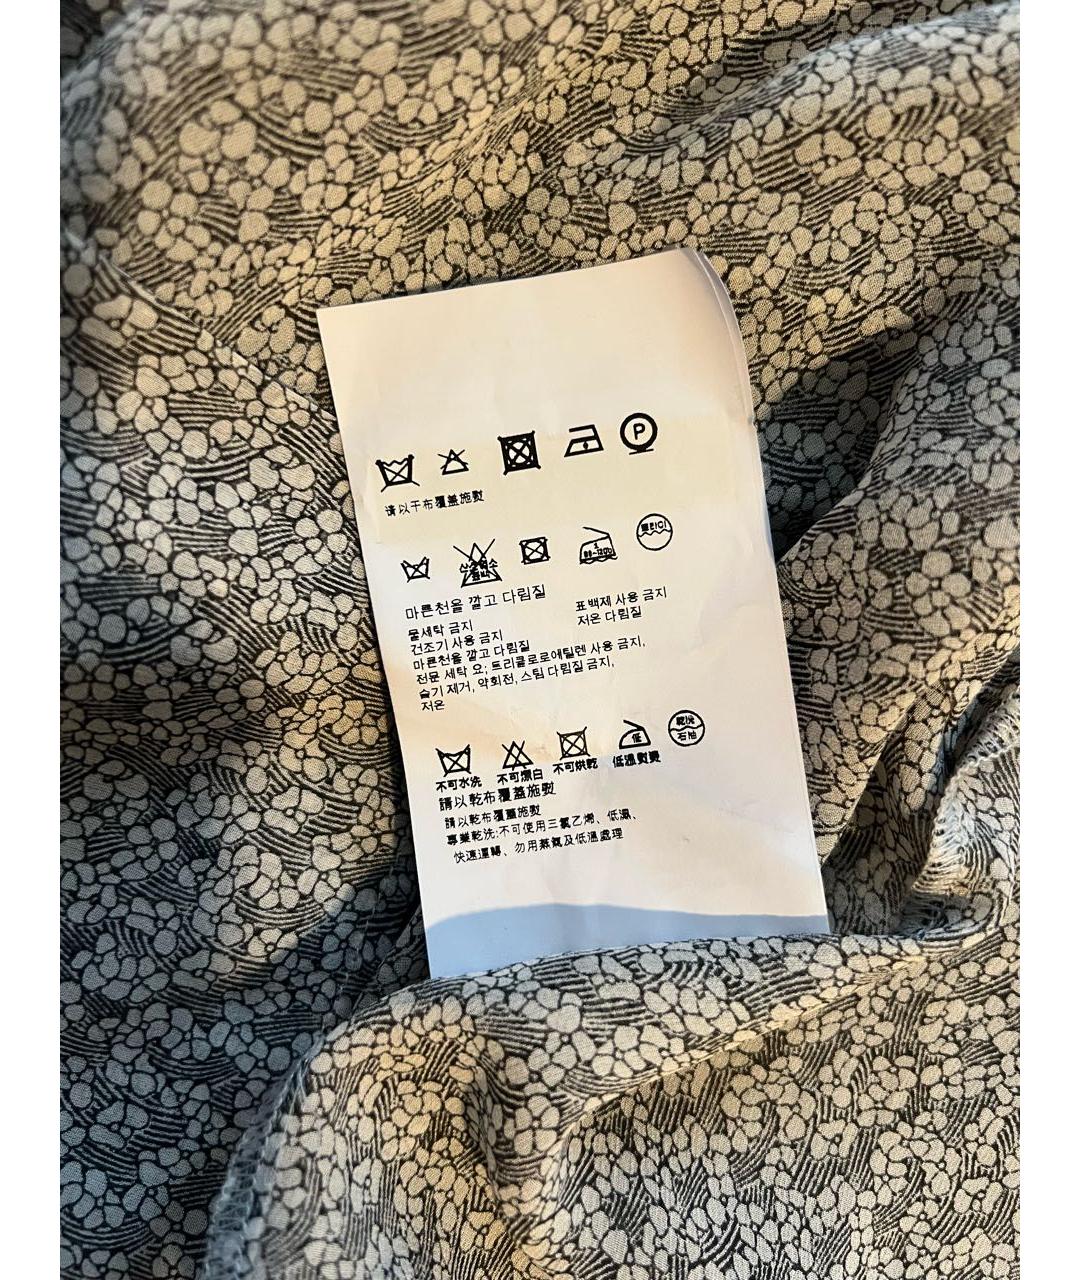 P
请以干布覆盖施熨
80~120℃
마른천을 깔고 다림질
표백제 사용 금지
물세탁 금지
저온 다림질
건조기 사용 금지
마른천을 깔고 다림질
전문 세탁 요; 트리클로로에틸렌 사용 금지,
슬기 제거, 약회전, 스팀 다림질 금지,
저온
低
乾洗
石油
不可水洗 不可漂白 不可烘乾 低溫熨燙
請以乾布覆蓋施熨
請以乾布覆蓋施熨
專業乾洗:不可使用三氯乙烯、低濕、
快速運轉、勿用蒸氣及低溫處理